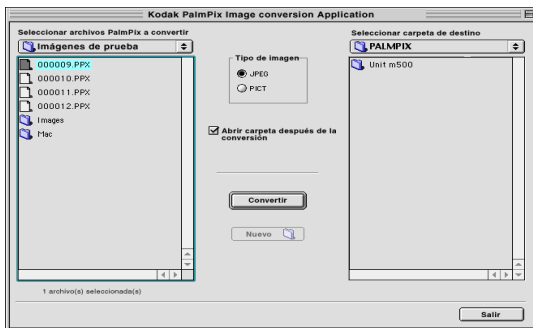 Kodak PalmPix Image conversion Application
Seleccionar archivos PalmPix a convertir
Imágenes de prueba
000009.PPX
000010.PPX
000011.PPX
000012.PPX
Images
Mac
1 archivo(s) seleccionada(s)
Tipo de imagen
JPEG
PICT
Abrir carpeta después de la
conversión
Convertir
Nuevo
Seleccionar carpeta de destino
PALMPIX
Unit m500
Salir